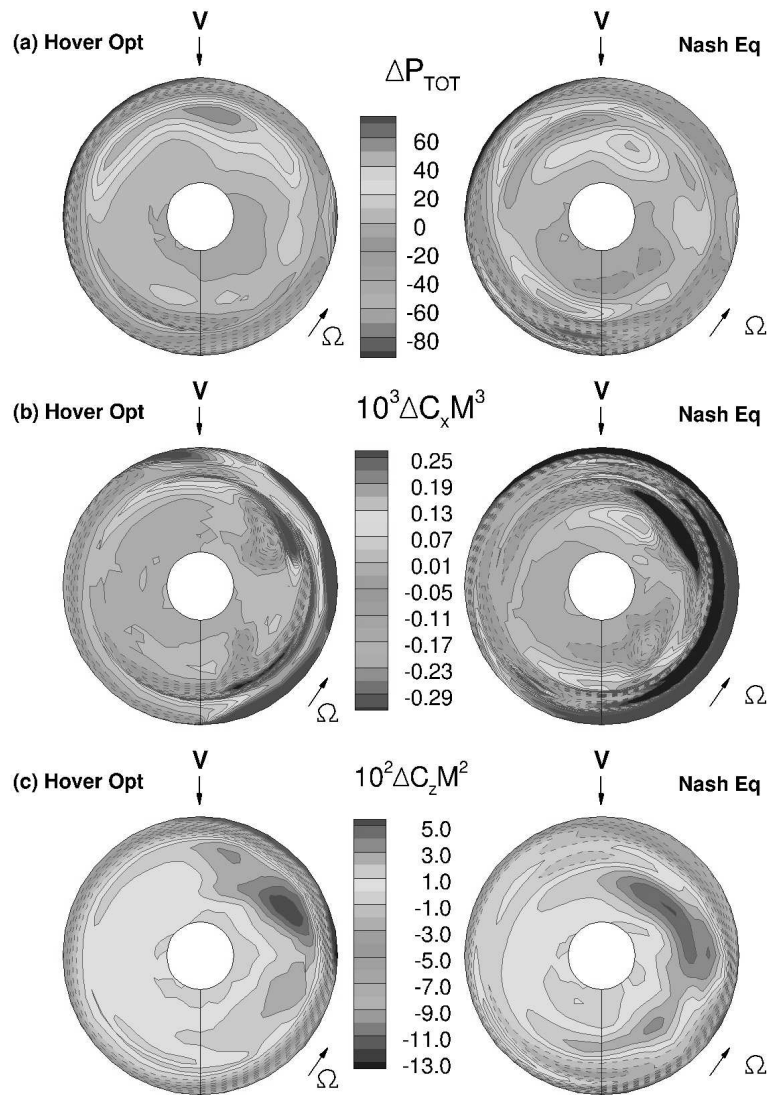 V V
(a) Hover Opt Nash Eq
ΔP_TOT
60
40
20
0
-20
-40
-60
-80
Ω Ω
V V
(b) Hover Opt 10³ΔCₓM³ Nash Eq
0.25
0.19
0.13
0.07
0.01
-0.05
-0.11
-0.17
-0.23
-0.29
Ω Ω
V V
(c) Hover Opt 10²ΔC_zM² Nash Eq
5.0
3.0
1.0
-1.0
-3.0
-5.0
-7.0
-9.0
-11.0
-13.0
Ω Ω